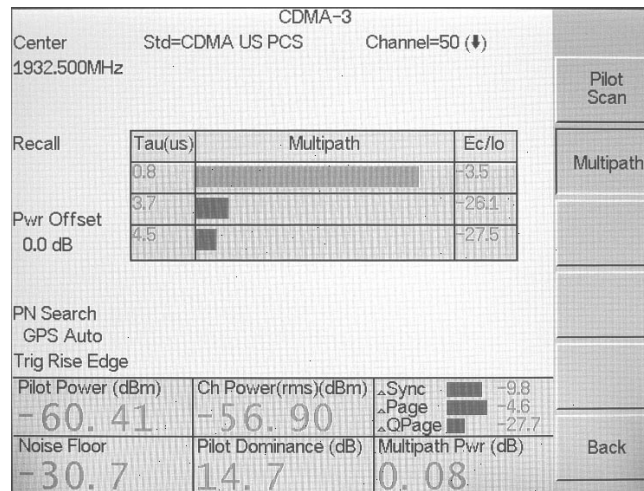 CDMA-3
Center Std=CDMA US PCS Channel=50 (⬇)
1932.500MHz
Pilot Scan
Recall Tau(us) Multipath Ec/Io
Multipath
0.8 -3.5
3.7 -26.1
Pwr Offset
0.0 dB
4.5 -27.5
PN Search
GPS Auto
Trig Rise Edge
Pilot Power (dBm) Ch Power(rms)(dBm) Sync -9.8
-60.41 -56.90 Page -4.6
QPage -27.7
Noise Floor Pilot Dominance (dB) Multipath Pwr (dB)
-30.7 14.7 0.08
Back